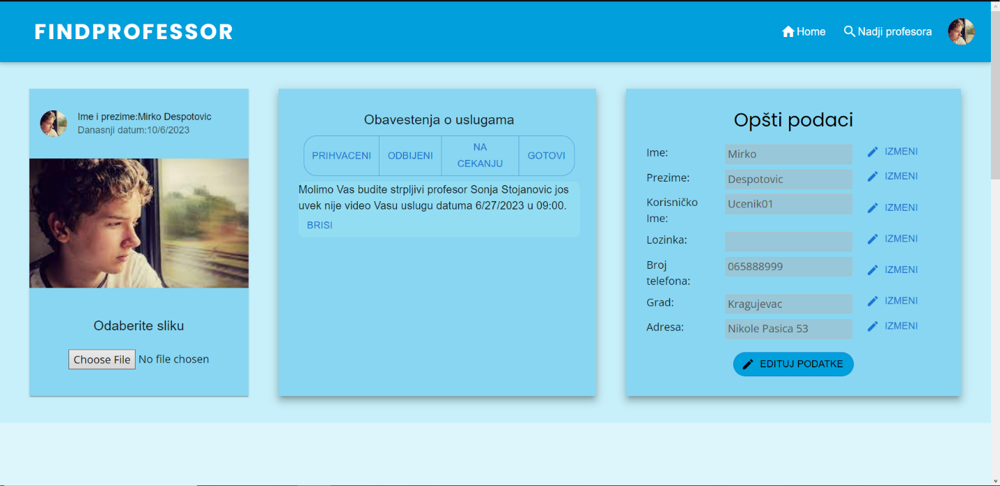 FINDPROFESSOR
Home
Nadji profesora
Ime i prezime:Mirko Despotovic
Danasnji datum:10/6/2023
Odaberite sliku
Choose File No file chosen
Obavestenja o uslugama
PRIHVACENI
ODBIJENI
NA
CEKANJU
GOTOVI
Molimo Vas budite strpljivi profesor Sonja Stojanovic jos
uvek nije video Vasu uslugu datuma 6/27/2023 u 09:00.
BRISI
Opšti podaci
Ime: Mirko IZMENI
Prezime: Despotovic IZMENI
Korisničko
Ime:
Ucenik01 IZMENI
Lozinka: IZMENI
Broj
telefona:
065888999 IZMENI
Grad: Kragujevac IZMENI
Adresa: Nikole Pasica 53 IZMENI
EDITUJ PODATKE